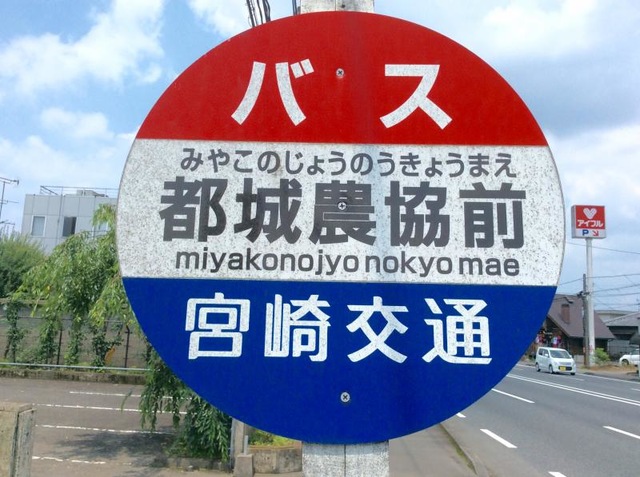 バス
みやこのじょうのうきょうまえ
都城農協前
miyakonojyo nokyo mae
宮崎交通
アイフル
P